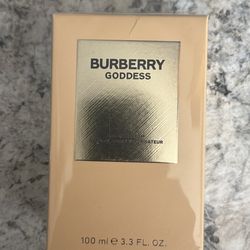 BURBERRY
GODDESS
100 ml ℮ 3.3 FL. OZ.